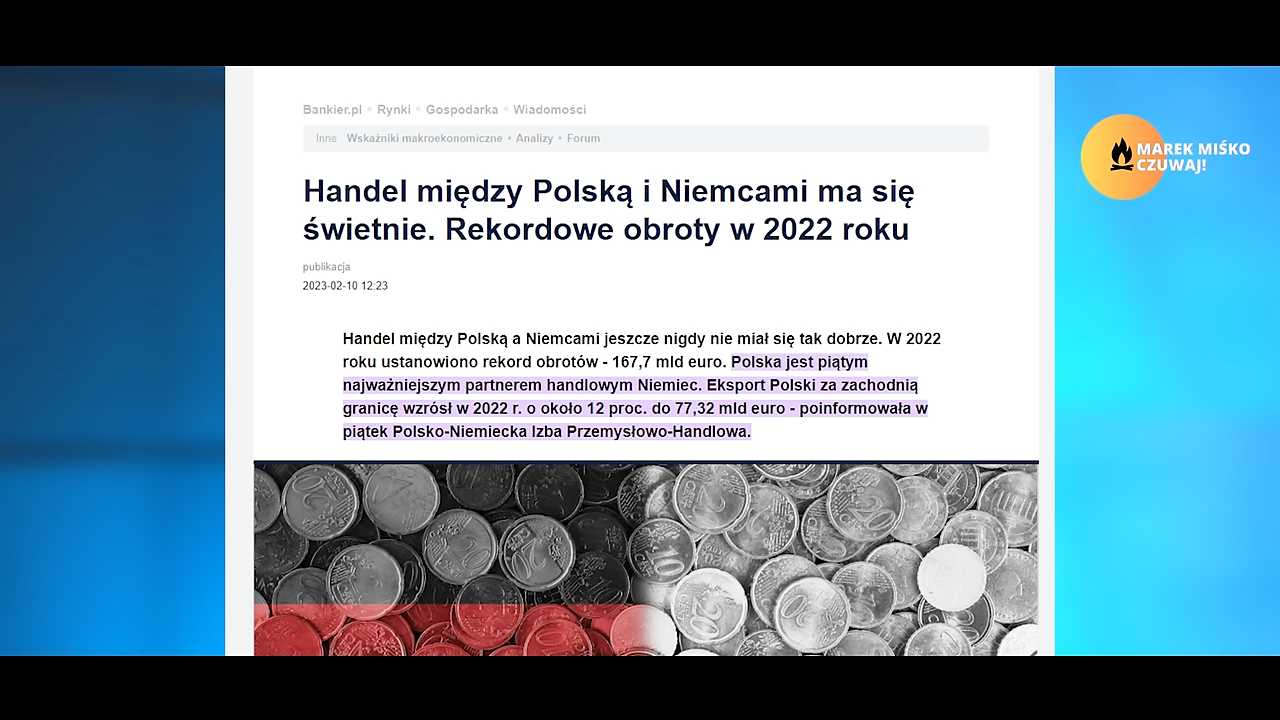 Bankier.pl • Rynki • Gospodarka • Wiadomości
Inne Wskaźniki makroekonomiczne • Analizy • Forum
MAREK MIŚKO
CZUWAJ!
Handel między Polską i Niemcami ma się
świetnie. Rekordowe obroty w 2022 roku
publikacja
2023-02-10 12:23
Handel między Polską a Niemcami jeszcze nigdy nie miał się tak dobrze. W 2022
roku ustanowiono rekord obrotów - 167,7 mld euro. Polska jest piątym
najważniejszym partnerem handlowym Niemiec. Eksport Polski za zachodnią
granicę wzrósł w 2022 r. o około 12 proc. do 77,32 mld euro - poinformowała w
piątek Polsko-Niemiecka Izba Przemysłowo-Handlowa.